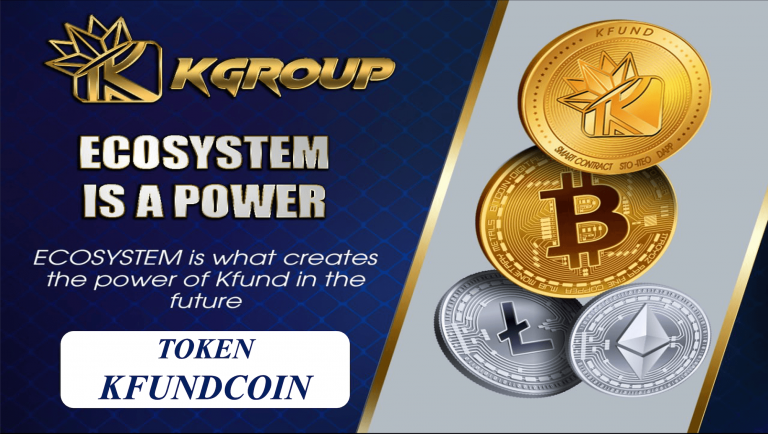 KGROUP
ECOSYSTEM
IS A POWER
ECOSYSTEM is what creates
the power of Kfund in the
future
TOKEN
KFUNDCOIN
KFUND
SMART CONTRACT STO 4TEO DAPP